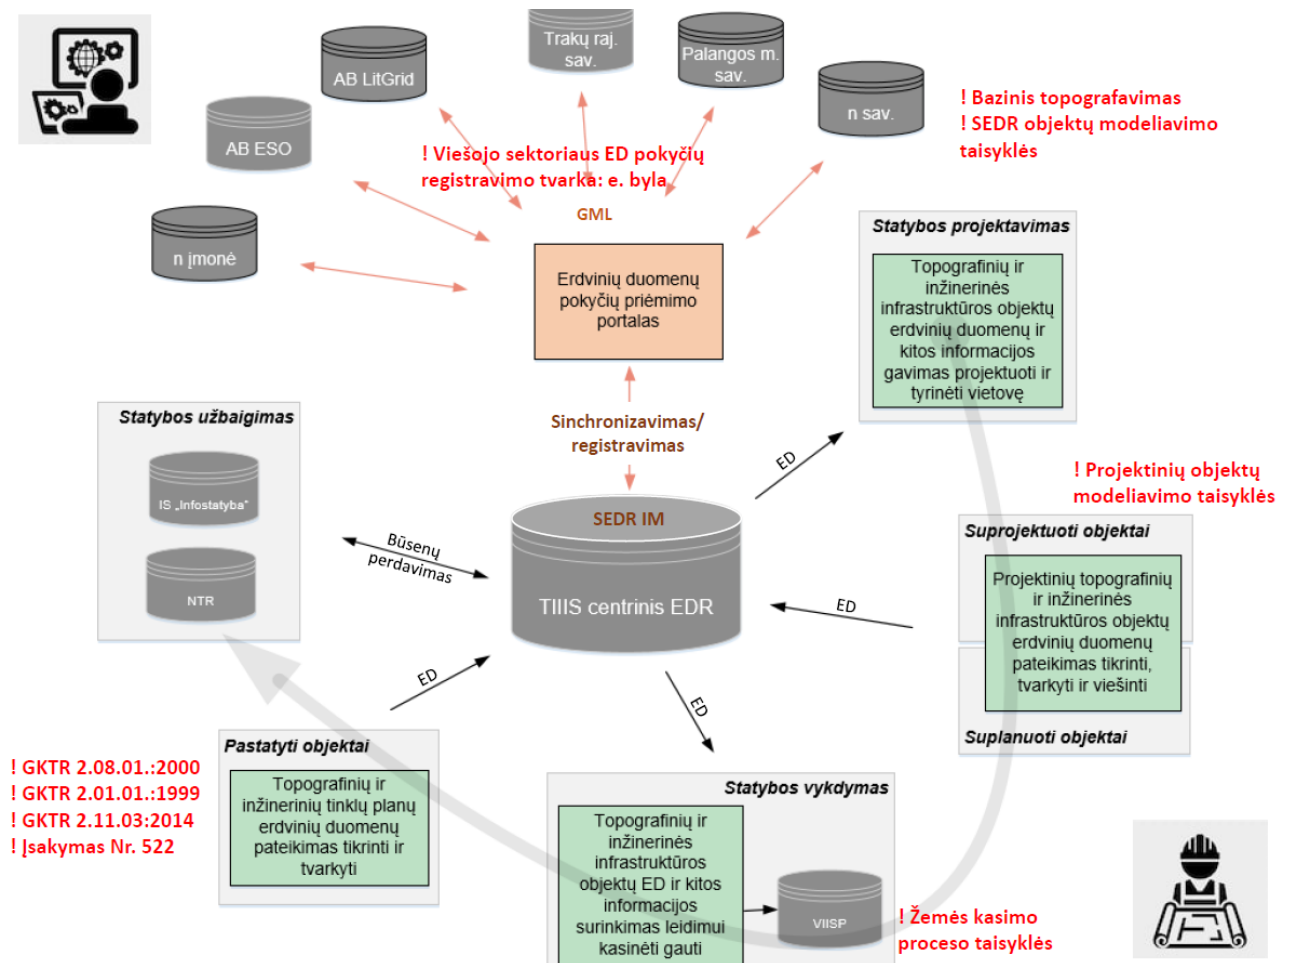 Trakų raj.
sav.
Palangos m.
sav.
AB LitGrid
n sav.
! Bazinis topografavimas
! SEDR objektų modeliavimo
taisyklės
AB ESO
! Viešojo sektoriaus ED pokyčių
registravimo tvarka: e. byla
GML
n įmonė
Erdvinių duomenų
pokyčių priėmimo
portalas
Statybos projektavimas
Topografinių ir
inžinerinės
infrastruktūros objektų
erdvinių duomenų ir
kitos informacijos
gavimas projektuoti ir
tyrinėti vietovę
Statybos užbaigimas
IS „Infostatyba“
NTR
Sinchronizavimas/
registravimas
ED
! Projektinių objektų
modeliavimo taisyklės
SEDR IM
TIIIS centrinis EDR
Būsenų
perdavimas
Suprojektuoti objektai
Projektinių topografinių
ir inžinerinės
infrastruktūros objektų
erdvinių duomenų
pateikimas tikrinti,
tvarkyti ir viešinti
Suplanuoti objektai
ED
ED
ED
Pastatyti objektai
Topografinių ir
inžinerinių tinklų planų
erdvinių duomenų
pateikimas tikrinti ir
tvarkyti
! GKTR 2.08.01.:2000
! GKTR 2.01.01.:1999
! GKTR 2.11.03:2014
! Įsakymas Nr. 522
Statybos vykdymas
Topografinių ir
inžinerinės
infrastruktūros
objektų ED ir kitos
informacijos
surinkimas leidimui
kasinėti gauti
VIISP
! Žemės kasimo
proceso taisyklės